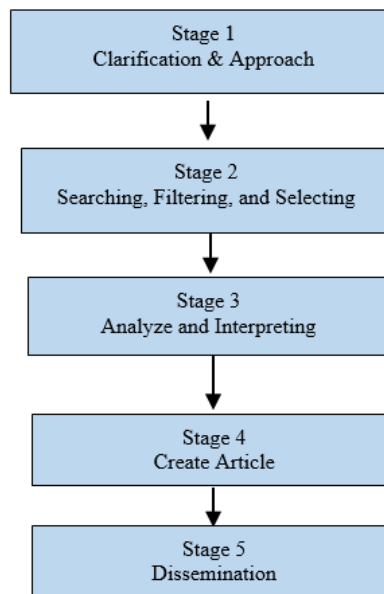 Stage 1
Clarification & Approach
Stage 2
Searching, Filtering, and Selecting
Stage 3
Analyze and Interpreting
Stage 4
Create Article
Stage 5
Dissemination